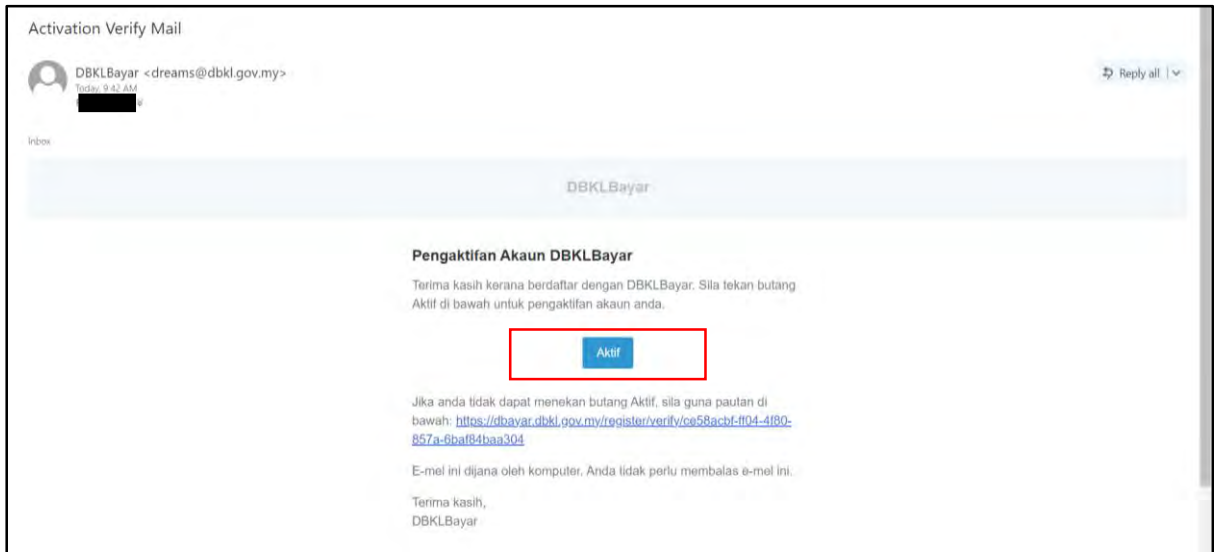 Activation Verify Mail
DBKLBayar <dreams@dbkl.gov.my>
Today, 9:42 AM
Reply all
Inbox
DBKLBayar
Pengaktifan Akaun DBKLBayar
Terima kasih kerana berdaftar dengan DBKLBayar. Sila tekan butang
Aktif di bawah untuk pengaktifan akaun anda.
Aktif
Jika anda tidak dapat menekan butang Aktif, sila guna pautan di
bawah: https://dbayar.dbkl.gov.my/register/verify/ce58acbf-ff04-4f80-
857a-6baf84baa304
E-mel ini dijana oleh komputer. Anda tidak perlu membalas e-mel ini.
Terima kasih,
DBKLBayar